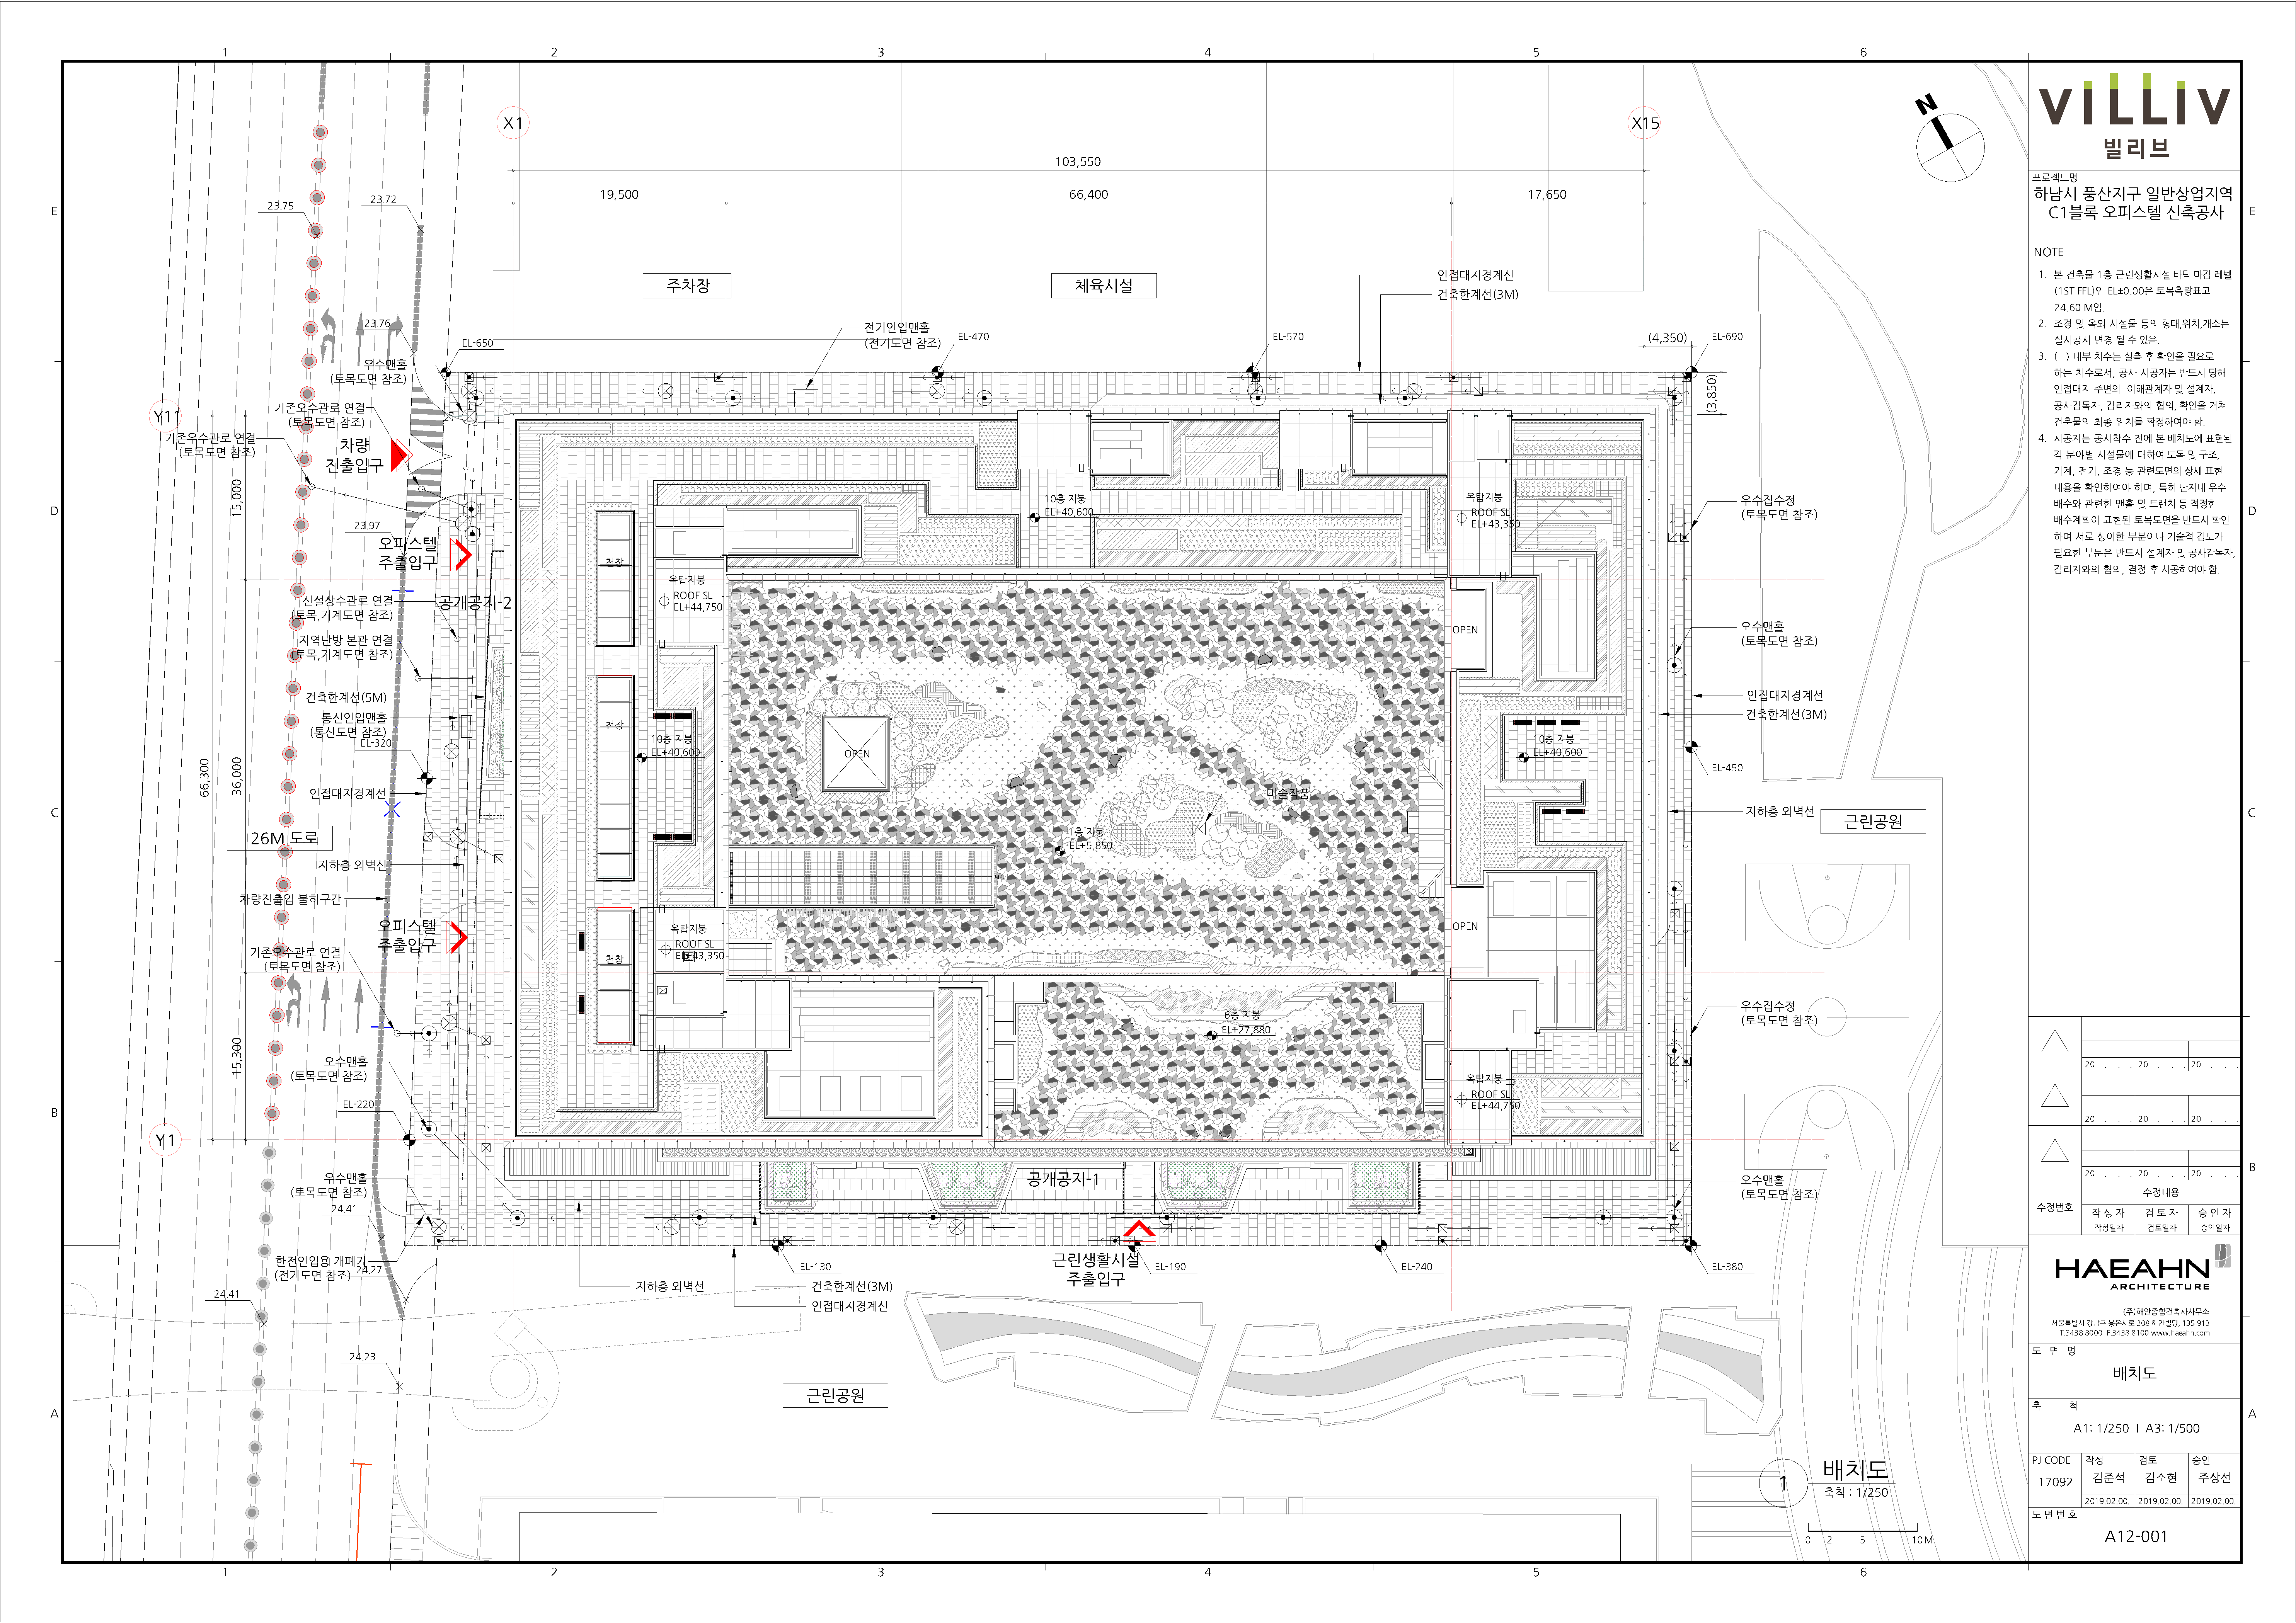 1
2
3
4
5
6
E
D
C
B
A
X1
X15
103,550
19,500
66,400
17,650
N
23.75
23.72
23.76
주차장
체육시설
인접대지경계선
건축한계선(3M)
전기인입맨홀
(전기도면 참조)
EL-650
EL-470
EL-570
(4,350)
EL-690
(3,850)
우수맨홀
(토목도면 참조)
Y11
기존오수관로 연결
(토목도면 참조)
기존우수관로 연결
(토목도면 참조)
차량
진출입구
15,000
23.97
오피스텔
주출입구
공개공지-2
신설상수관로 연결
(토목,기계도면 참조)
지역난방 본관 연결
(토목,기계도면 참조)
건축한계선(5M)
통신인입맨홀
(통신도면 참조)
EL-320
66,300
36,000
인접대지경계선
26M 도로
지하층 외벽선
차량진출입 불허구간
오피스텔
주출입구
기존오수관로 연결
(토목도면 참조)
15,300
오수맨홀
(토목도면 참조)
EL-220
Y1
우수맨홀
(토목도면 참조)
24.41
한전인입용 개폐기
(전기도면 참조)
24.27
24.41
24.23
천창
천창
천창
옥탑지붕
ROOF SL
EL+44,750
10층 지붕
EL+40,600
옥탑지붕
ROOF SL
EL+43,350
10층 지붕
EL+40,600
옥탑지붕
ROOF SL
EL+43,350
OPEN
OPEN
OPEN
미술작품
1층 지붕
EL+5,850
10층 지붕
EL+40,600
6층 지붕
EL+27,880
옥탑지붕
ROOF SL
EL+44,750
우수집수정
(토목도면 참조)
오수맨홀
(토목도면 참조)
인접대지경계선
건축한계선(3M)
EL-450
지하층 외벽선
근린공원
우수집수정
(토목도면 참조)
오수맨홀
(토목도면 참조)
공개공지-1
근린생활시설
주출입구
EL-130
EL-190
EL-240
EL-380
지하층 외벽선
건축한계선(3M)
인접대지경계선
근린공원
1
배치도
축척 : 1/250
0 2 5 10M
VILLIV
빌리브
프로젝트명
하남시 풍산지구 일반상업지역
C1블록 오피스텔 신축공사
NOTE
1. 본 건축물 1층 근린생활시설 바닥 마감 레벨
(1ST FFL)인 EL±0.00은 토목측량표고
24.60 M임.
2. 조경 및 옥외 시설물 등의 형태,위치,개소는
실시공시 변경 될 수 있음.
3. ( ) 내부 치수는 실측 후 확인을 필요로
하는 치수로서, 공사 시공자는 반드시 당해
인접대지 주변의 이해관계자 및 설계자,
공사감독자, 감리자와의 협의, 확인을 거쳐
건축물의 최종 위치를 확정하여야 함.
4. 시공자는 공사착수 전에 본 배치도에 표현된
각 분야별 시설물에 대하여 토목 및 구조,
기계, 전기, 조경 등 관련도면의 상세 표현
내용을 확인하여야 하며, 특히 단지내 우수
배수와 관련한 맨홀 및 트렌치 등 적정한
배수계획이 표현된 토목도면을 반드시 확인
하여 서로 상이한 부분이나 기술적 검토가
필요한 부분은 반드시 설계자 및 공사감독자,
감리자와의 협의, 결정 후 시공하여야 함.
20 . . . 20 . . . 20 . . .
20 . . . 20 . . . 20 . . .
20 . . . 20 . . . 20 . . .
수정번호
수정내용
작 성 자 검 토 자 승 인 자
작성일자 검토일자 승인일자
HAEAHN
ARCHITECTURE
(주)해안종합건축사사무소
서울특별시 강남구 봉은사로 208 해안빌딩, 135-913
T.3438 8000 F.3438 8100 www.haeahn.com
도 면 명
배치도
축 척
A1: 1/250 I A3: 1/500
PJ CODE 작성 검토 승인
17092 김준석 김소현 주상선
2019.02.00. 2019.02.00. 2019.02.00.
도 면 번 호
A12-001
E
D
C
B
A
1
2
3
4
5
6